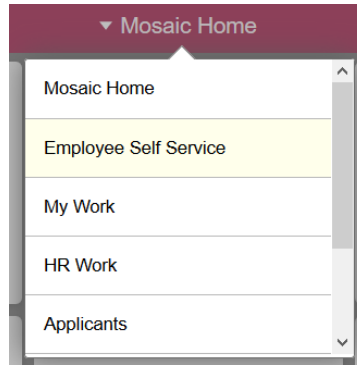 Mosaic Home
Mosaic Home
Employee Self Service
My Work
HR Work
Applicants